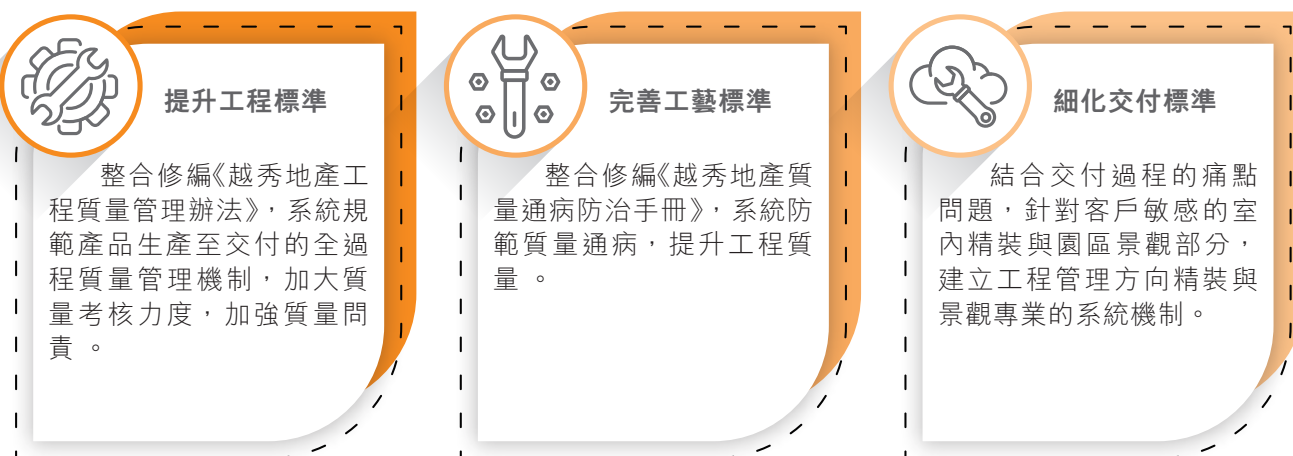 提升工程標準
整合修編《越秀地產工
程質量管理辦法》，系統規
範產品生產至交付的全過
程質量管理機制，加大質
量考核力度，加強質量問
責。
完善工藝標準
整合修編《越秀地產質
量通病防治手冊》，系統防
範質量通病，提升工程質
量。
細化交付標準
結合交付過程的痛點
問題，針對客戶敏感的室
內精裝與園區景觀部分，
建立工程管理方向精裝與
景觀專業的系統機制。